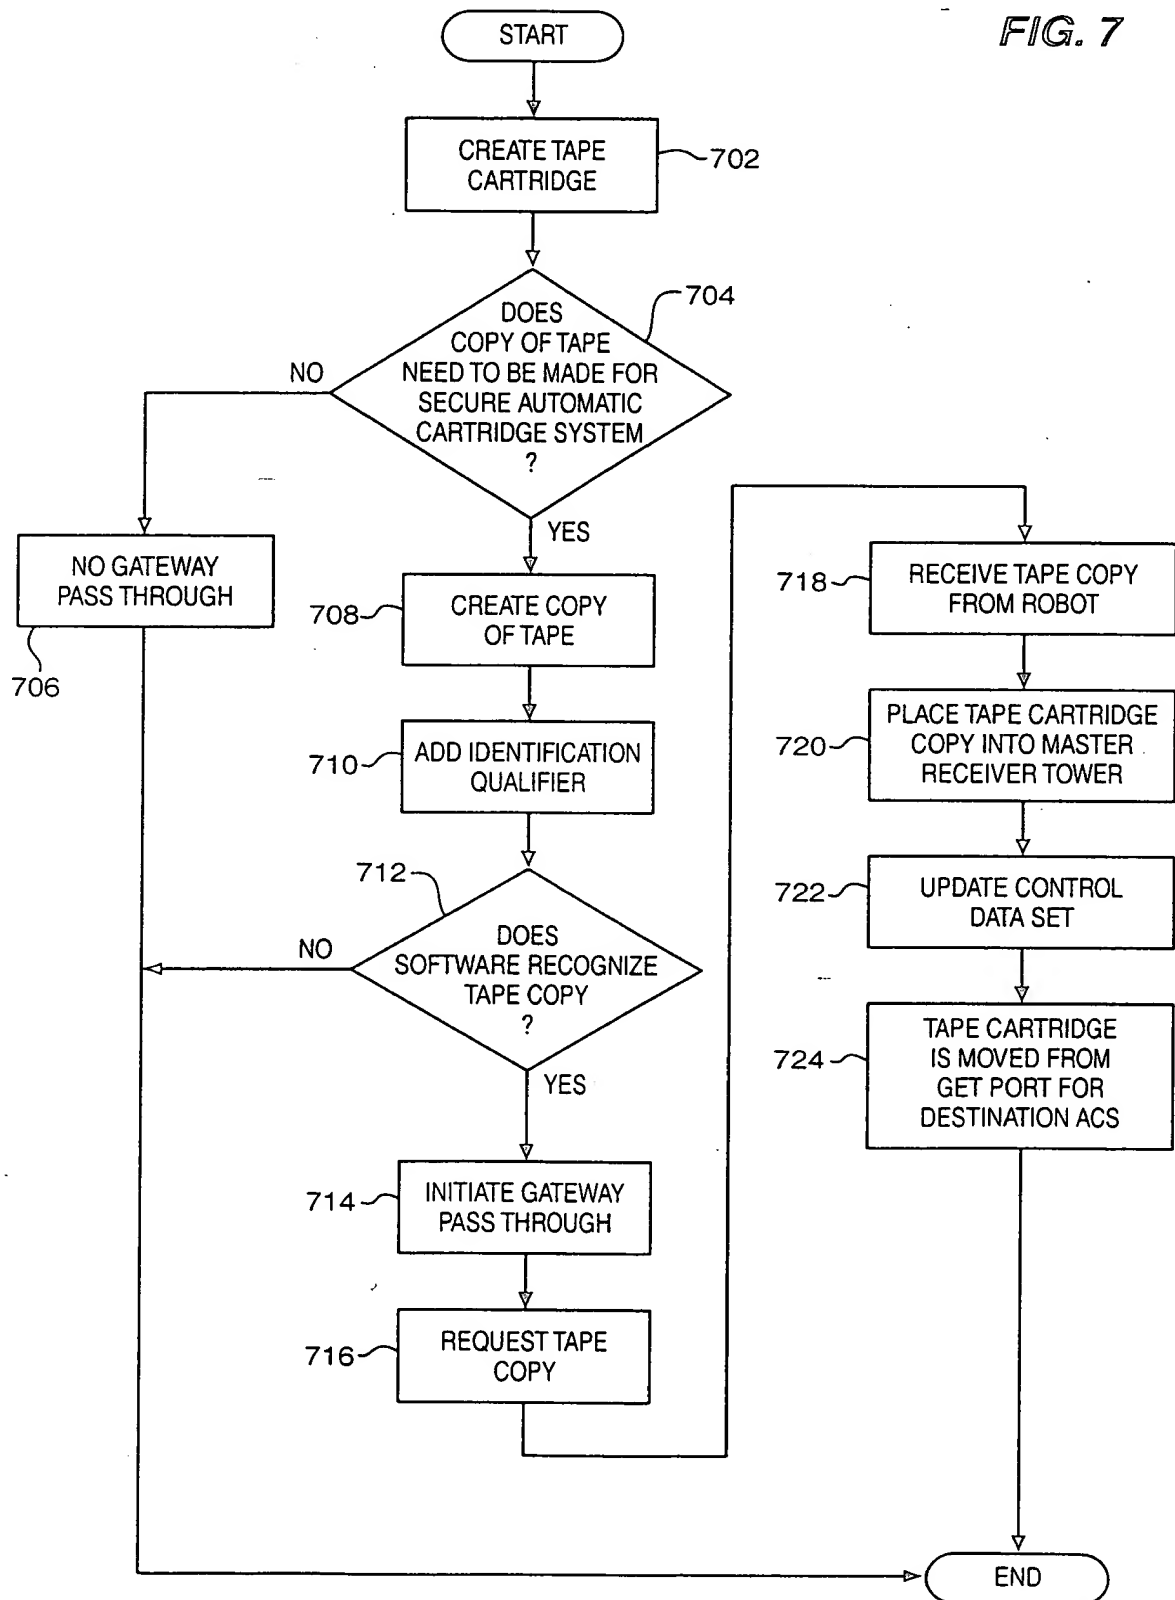 FIG. 7
START
CREATE TAPE
CARTRIDGE
702
DOES
COPY OF TAPE
NEED TO BE MADE FOR
SECURE AUTOMATIC
CARTRIDGE SYSTEM
?
704
NO
YES
NO GATEWAY
PASS THROUGH
706
708
CREATE COPY
OF TAPE
710
ADD IDENTIFICATION
QUALIFIER
712
DOES
SOFTWARE RECOGNIZE
TAPE COPY
?
NO
YES
714
INITIATE GATEWAY
PASS THROUGH
716
REQUEST TAPE
COPY
718
RECEIVE TAPE COPY
FROM ROBOT
720
PLACE TAPE CARTRIDGE
COPY INTO MASTER
RECEIVER TOWER
722
UPDATE CONTROL
DATA SET
724
TAPE CARTRIDGE
IS MOVED FROM
GET PORT FOR
DESTINATION ACS
END